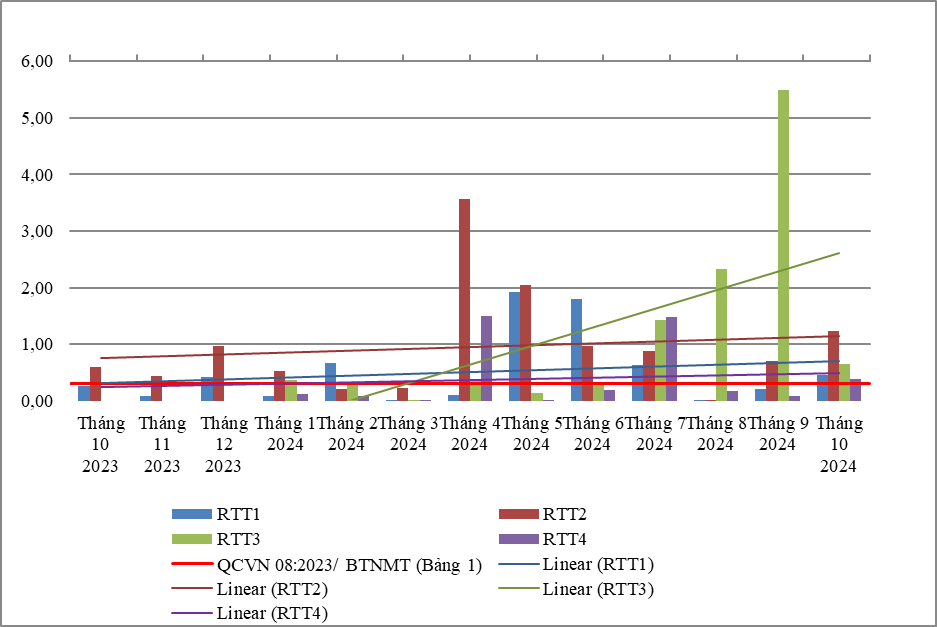 6,00
5,00
4,00
3,00
2,00
1,00
0,00
Tháng Tháng Tháng Tháng 1 Tháng 2 Tháng 3 Tháng 4 Tháng 5 Tháng 6 Tháng 7 Tháng 8 Tháng 9 Tháng
10 11 12 2024 2024 2024 2024 2024 2024 2024 2024 2024 10
2023 2023 2023 2024
RTT1 RTT2
RTT3 RTT4
QCVN 08:2023/ BTNMT (Bảng 1) Linear (RTT1)
Linear (RTT2) Linear (RTT3)
Linear (RTT4)